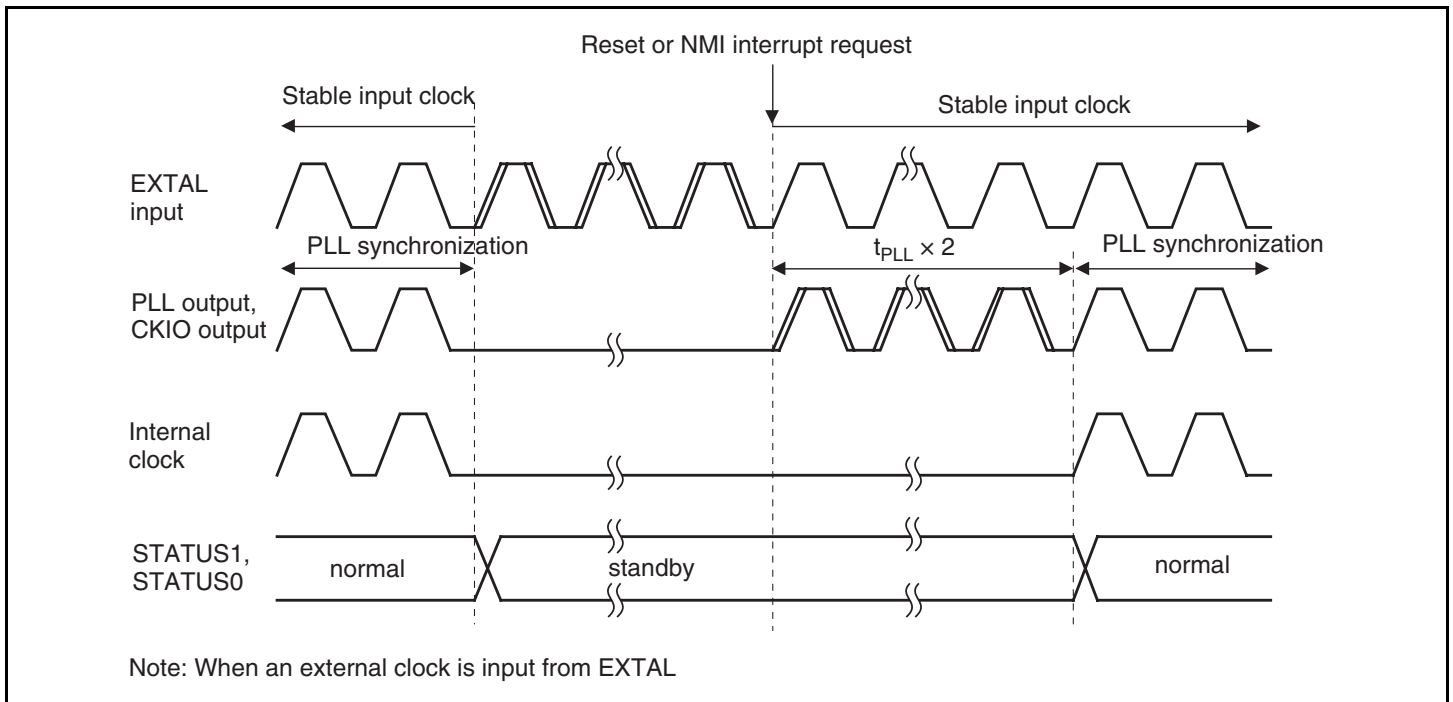 Reset or NMI interrupt request
Stable input clock
Stable input clock
EXTAL
input
PLL synchronization
tPLL × 2
PLL synchronization
PLL output,
CKIO output
Internal
clock
STATUS1,
STATUS0
normal
standby
normal
Note: When an external clock is input from EXTAL